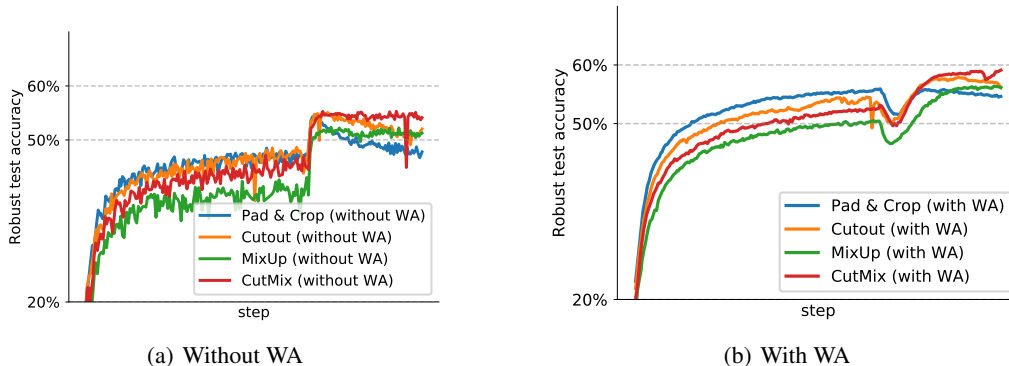 60%
50%
20%
Robust test accuracy
Pad & Crop (without WA)
Cutout (without WA)
MixUp (without WA)
CutMix (without WA)
step
(a) Without WA
60%
50%
20%
Robust test accuracy
Pad & Crop (with WA)
Cutout (with WA)
MixUp (with WA)
CutMix (with WA)
step
(b) With WA